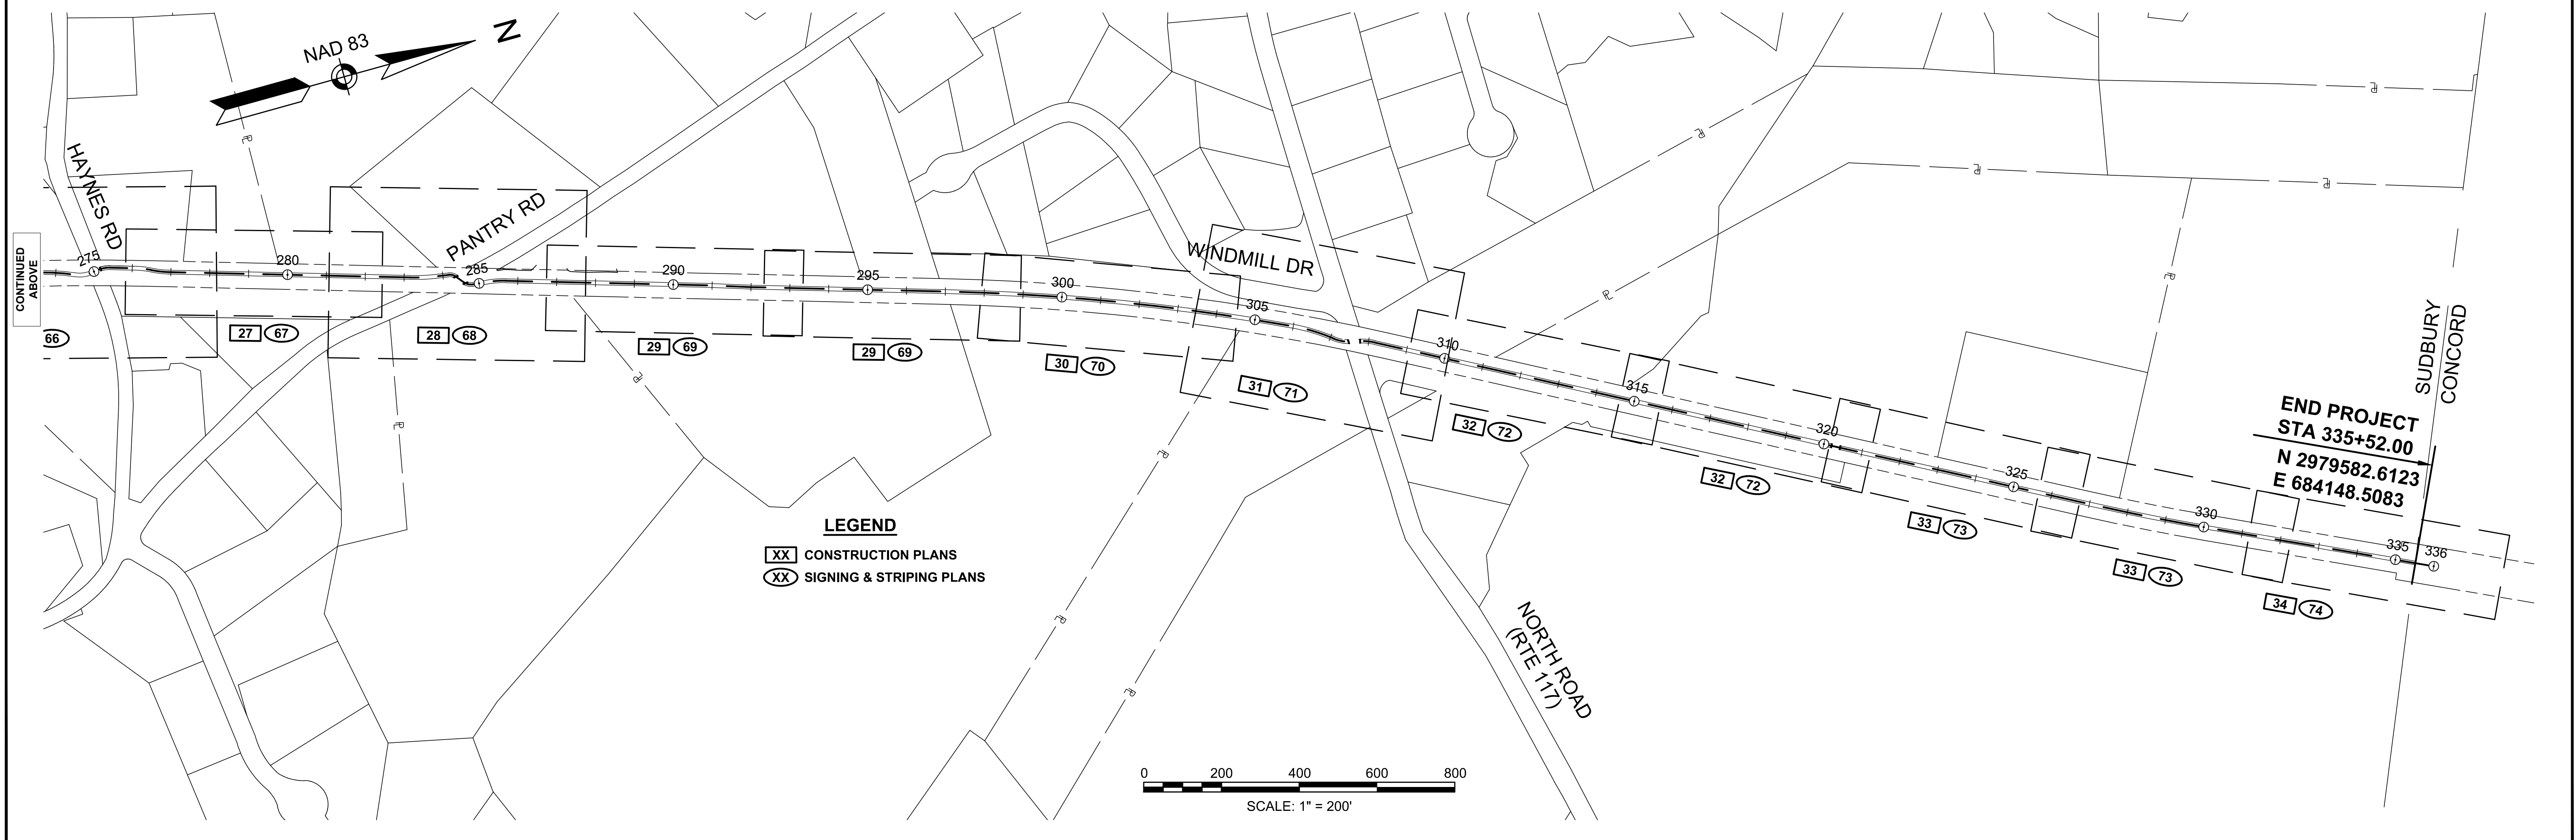 NAD 83
N
HAYNES RD
PANTRY RD
WINDMILL DR
CONTINUED
ABOVE
275
280
285
290
295
300
305
310
315
320
325
330
335
336
66
27 67
28 68
29 69
29 69
30 70
31 71
32 72
32 72
33 73
33 73
34 74
SUDBURY
CONCORD
END PROJECT
STA 335+52.00
N 2979582.6123
E 684148.5083
LEGEND
XX CONSTRUCTION PLANS
XX SIGNING & STRIPING PLANS
NORTH ROAD
(RTE 117)
0 200 400 600 800
SCALE: 1" = 200'